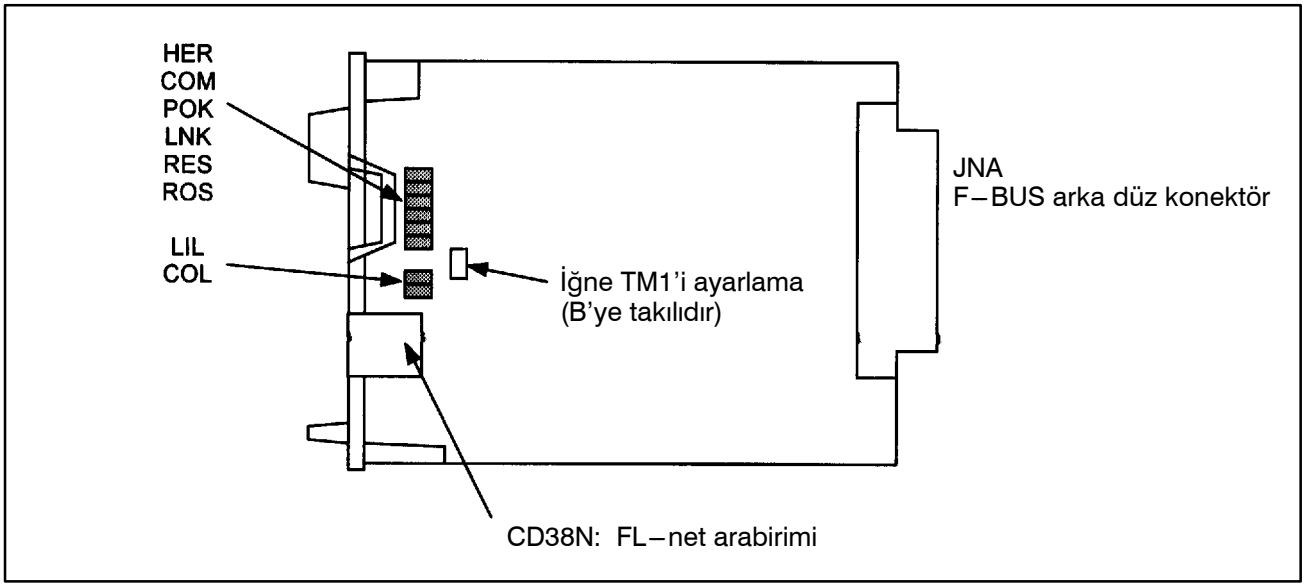 HER
COM
POK
LNK
RES
ROS
LIL
COL
JNA
F−BUS arka düz konektör
İğne TM1’i ayarlama
(B’ye takılıdır)
CD38N: FL−net arabirimi